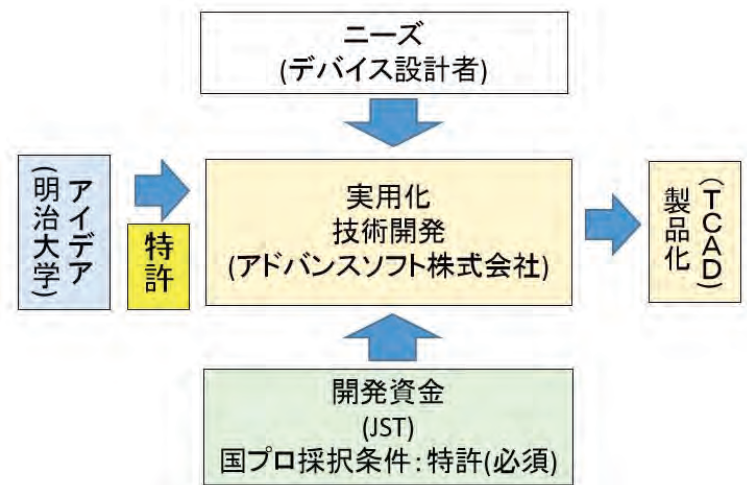 ニーズ
(デバイス設計者)
アイデア
(明治大学)
特許
実用化
技術開発
(アドバンスソフト株式会社)
製品化
(TCAD)
開発資金
(JST)
国プロ採択条件:特許(必須)